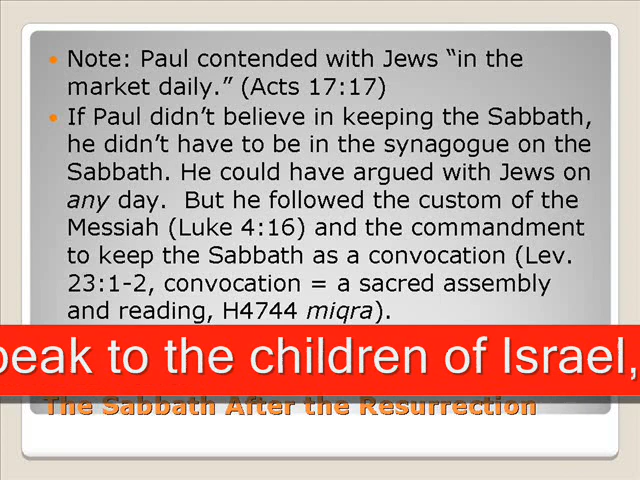 Note: Paul contended with Jews “in the
market daily.” (Acts 17:17)
If Paul didn’t believe in keeping the Sabbath,
he didn’t have to be in the synagogue on the
Sabbath. He could have argued with Jews on
any day.  But he followed the custom of the
Messiah (Luke 4:16) and the commandment
to keep the Sabbath as a convocation (Lev.
23:1-2, convocation = a sacred assembly
and reading, H4744 miqra).
peak to the children of Israel,
The Sabbath After the Resurrection